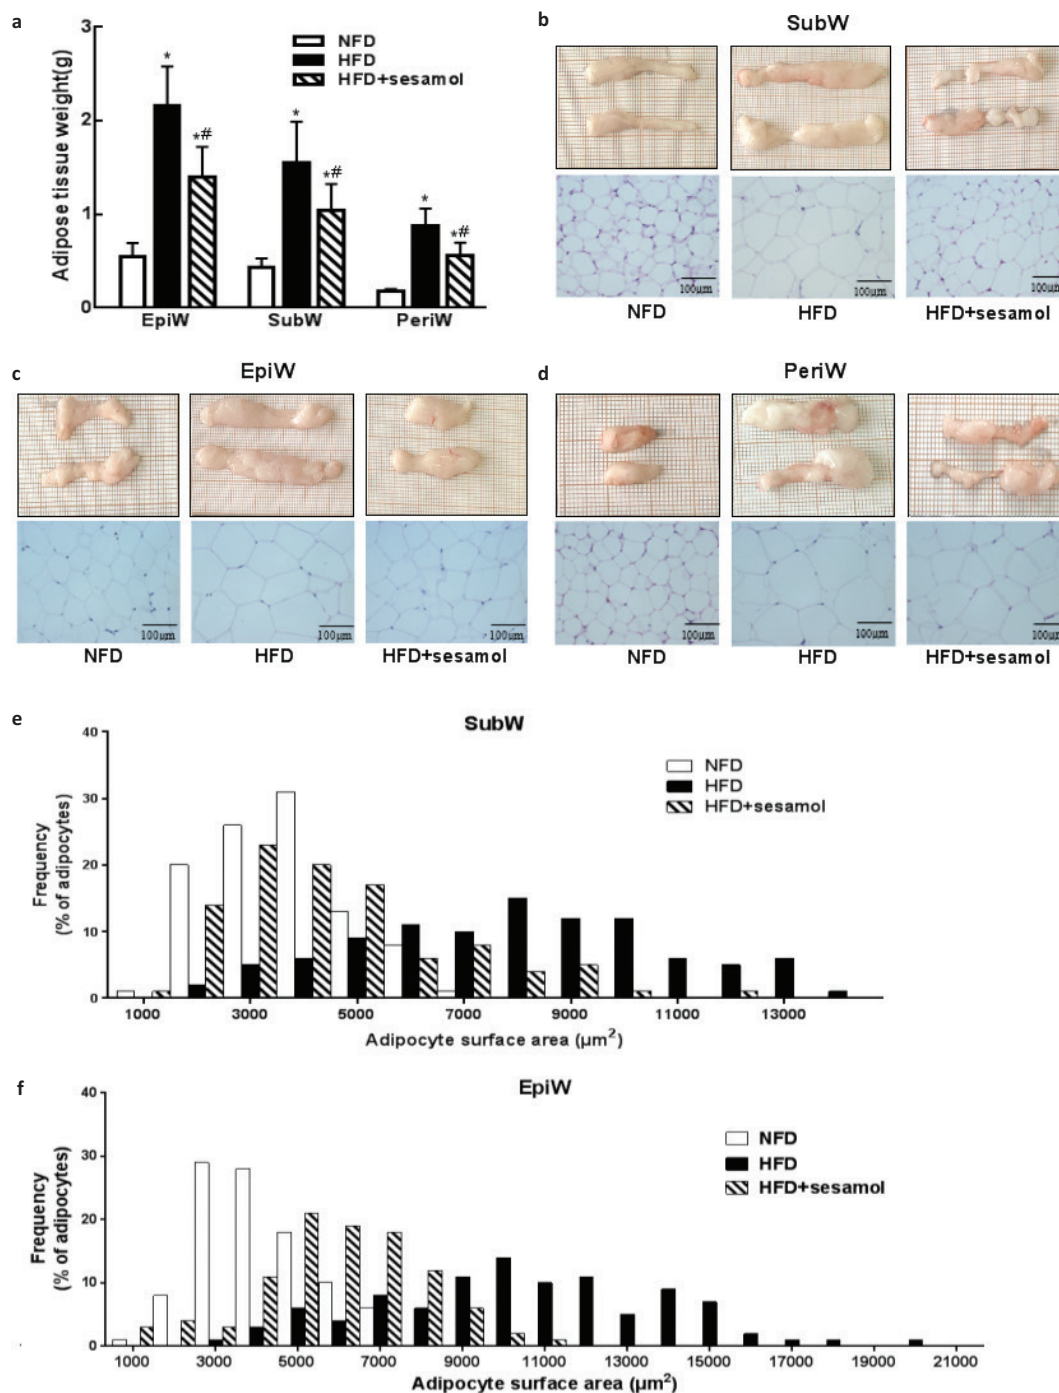 a
Adipose tissue weight(g)
3
2
1
0
NFD
HFD
HFD+sesamol
*
*#
*
*#
*
*#
EpiW SubW PeriW
b
SubW
100μm 100μm 100μm
NFD HFD HFD+sesamol
c
EpiW
100μm 100μm 100μm
NFD HFD HFD+sesamol
d
PeriW
100μm 100μm 100μm
NFD HFD HFD+sesamol
e
SubW
Frequency
(% of adipocytes)
40
30
20
10
0
NFD
HFD
HFD+sesamol
1000 3000 5000 7000 9000 11000 13000
Adipocyte surface area (μm²)
f
EpiW
Frequency
(% of adipocytes)
40
30
20
10
0
NFD
HFD
HFD+sesamol
1000 3000 5000 7000 9000 11000 13000 15000 17000 19000 21000
Adipocyte surface area (μm²)